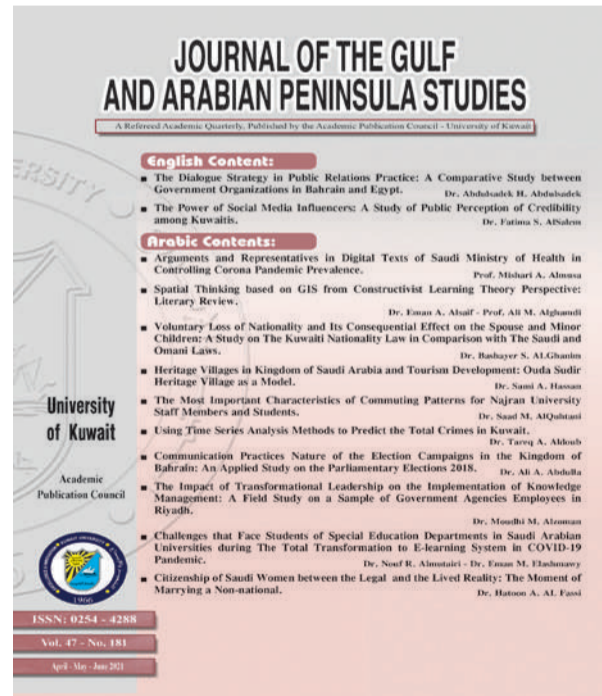 JOURNAL OF THE GULF
AND ARABIAN PENINSULA STUDIES
A Refereed Academic Quarterly, Published by the Academic Publication Council - University of Kuwait
English Content:
The Dialogue Strategy in Public Relations Practice: A Comparative Study between
Government Organizations in Bahrain and Egypt.
Dr. Abdulsadek H. Abdulsadek
The Power of Social Media Influencers: A Study of Public Perception of Credibility
among Kuwaitis.
Dr. Fatima S. AlSalem
Arabic Contents:
Arguments and Representatives in Digital Texts of Saudi Ministry of Health in
Controlling Corona Pandemic Prevalence.
Prof. Mishari A. Almusa
Spatial Thinking based on GIS from Constructivist Learning Theory Perspective:
Literary Review.
Dr. Eman A. Alsaif - Prof. Ali M. Alghamdi
Voluntary Loss of Nationality and Its Consequential Effect on the Spouse and Minor
Children: A Study on The Kuwaiti Nationality Law in Comparison with The Saudi and
Omani Laws.
Dr. Bashayer S. ALGhanim
Heritage Villages in Kingdom of Saudi Arabia and Tourism Development: Ouda Sudir
Heritage Village as a Model.
Dr. Sami A. Hassan
The Most Important Characteristics of Commuting Patterns for Najran University
Staff Members and Students.
Dr. Saad M. AlQahtani
Using Time Series Analysis Methods to Predict the Total Crimes in Kuwait.
Dr. Tareq A. Ahloub
Communication Practices Nature of the Election Campaigns in the Kingdom of
Bahrain: An Applied Study on the Parliamentary Elections 2018.
Dr. Ali A. Abdulla
The Impact of Transformational Leadership on the Implementation of Knowledge
Management: A Field Study on a Sample of Government Agencies Employees in
Riyadh.
Dr. Moudhi M. Alzoman
Challenges that Face Students of Special Education Departments in Saudi Arabian
Universities during The Total Transformation to E-learning System in COVID-19
Pandemic.
Dr. Nouf R. Almutairi - Dr. Eman M. Elashmawy
Citizenship of Saudi Women between the Legal and the Lived Reality: The Moment of
Marrying a Non-national.
Dr. Hatoon A. AL Fassi
University
of Kuwait
Academic
Publication Council
1966
ISSN: 0254 - 4288
Vol. 47 - No. 181
April - May - June 2021